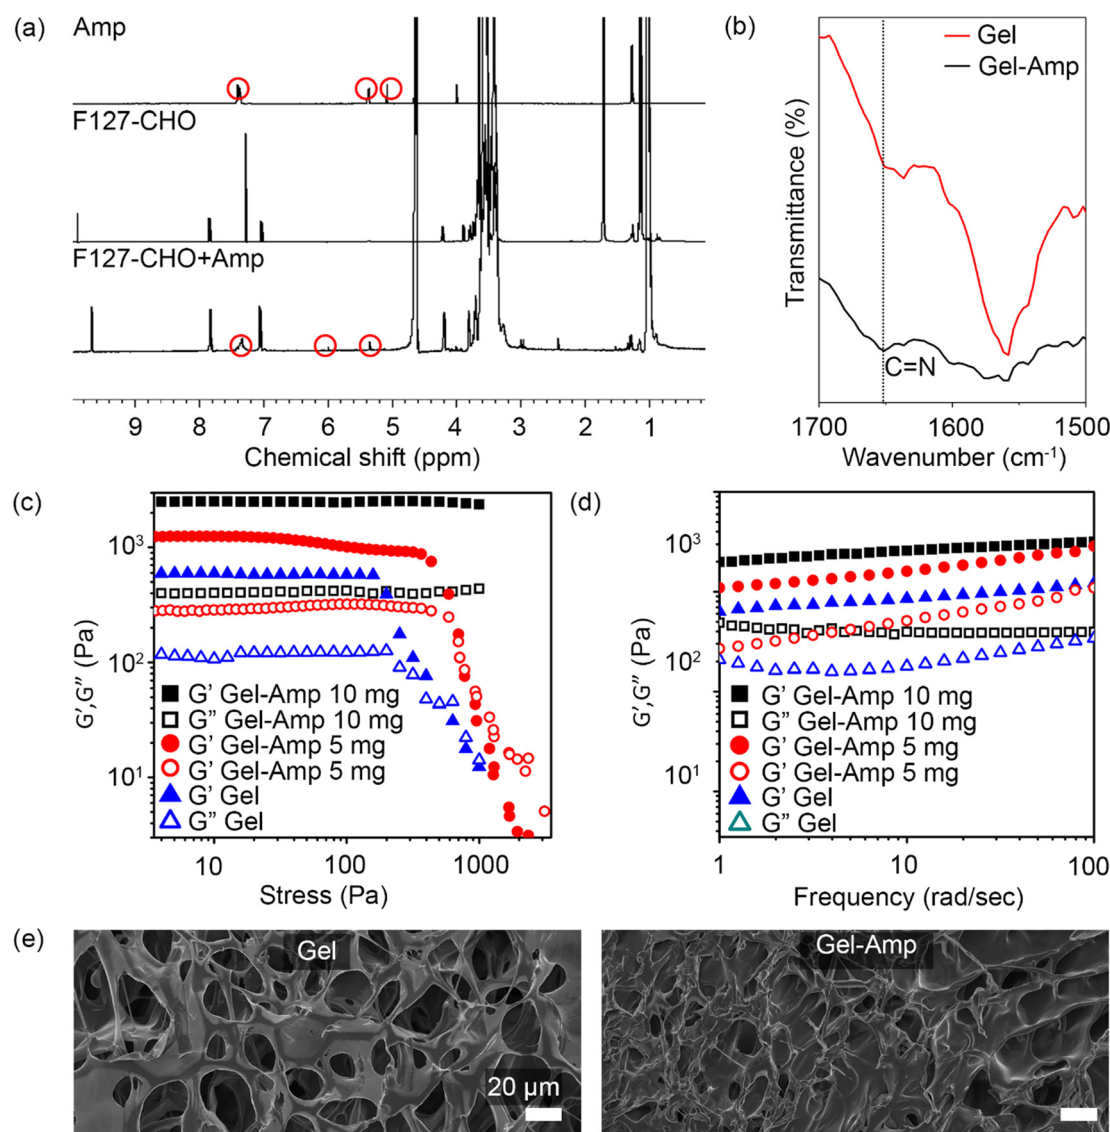 (a)
Amp
F127-CHO
F127-CHO+Amp
9 8 7 6 5 4 3 2 1
Chemical shift (ppm)
(b)
Gel
Gel-Amp
C=N
Transmittance (%)
1700 1600 1500
Wavenumber (cm-1)
(c)
G′,G″ (Pa)
10³
10²
10¹
G′ Gel-Amp 10 mg
G″ Gel-Amp 10 mg
G′ Gel-Amp 5 mg
G′ Gel-Amp 5 mg
G′ Gel
G″ Gel
10 100 1000
Stress (Pa)
(d)
G′,G″ (Pa)
10³
10²
10¹
G′ Gel-Amp 10 mg
G″ Gel-Amp 10 mg
G′ Gel-Amp 5 mg
G′ Gel-Amp 5 mg
G′ Gel
G″ Gel
1 10 100
Frequency (rad/sec)
(e)
Gel
20 µm
Gel-Amp